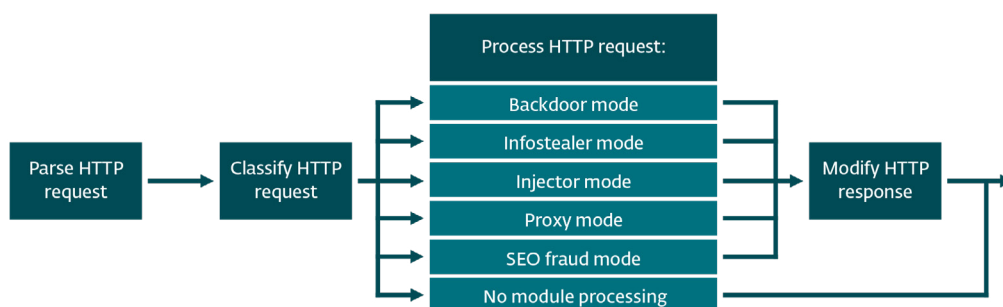 Process HTTP request:
Backdoor mode
Infostealer mode
Parse HTTP
request
Classify HTTP
request
Injector mode
Modify HTTP
response
Proxy mode
SEO fraud mode
No module processing